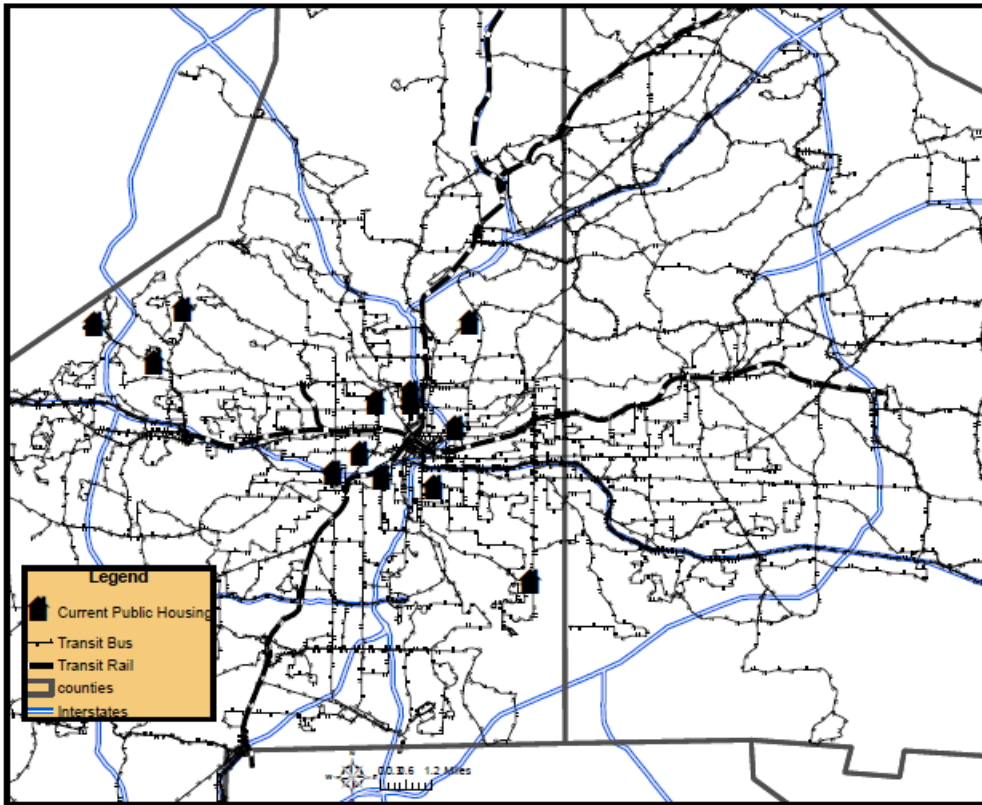 Legend
Current Public Housing
Transit Bus
Transit Rail
counties
Interstates
N
W
E
1.2 Miles